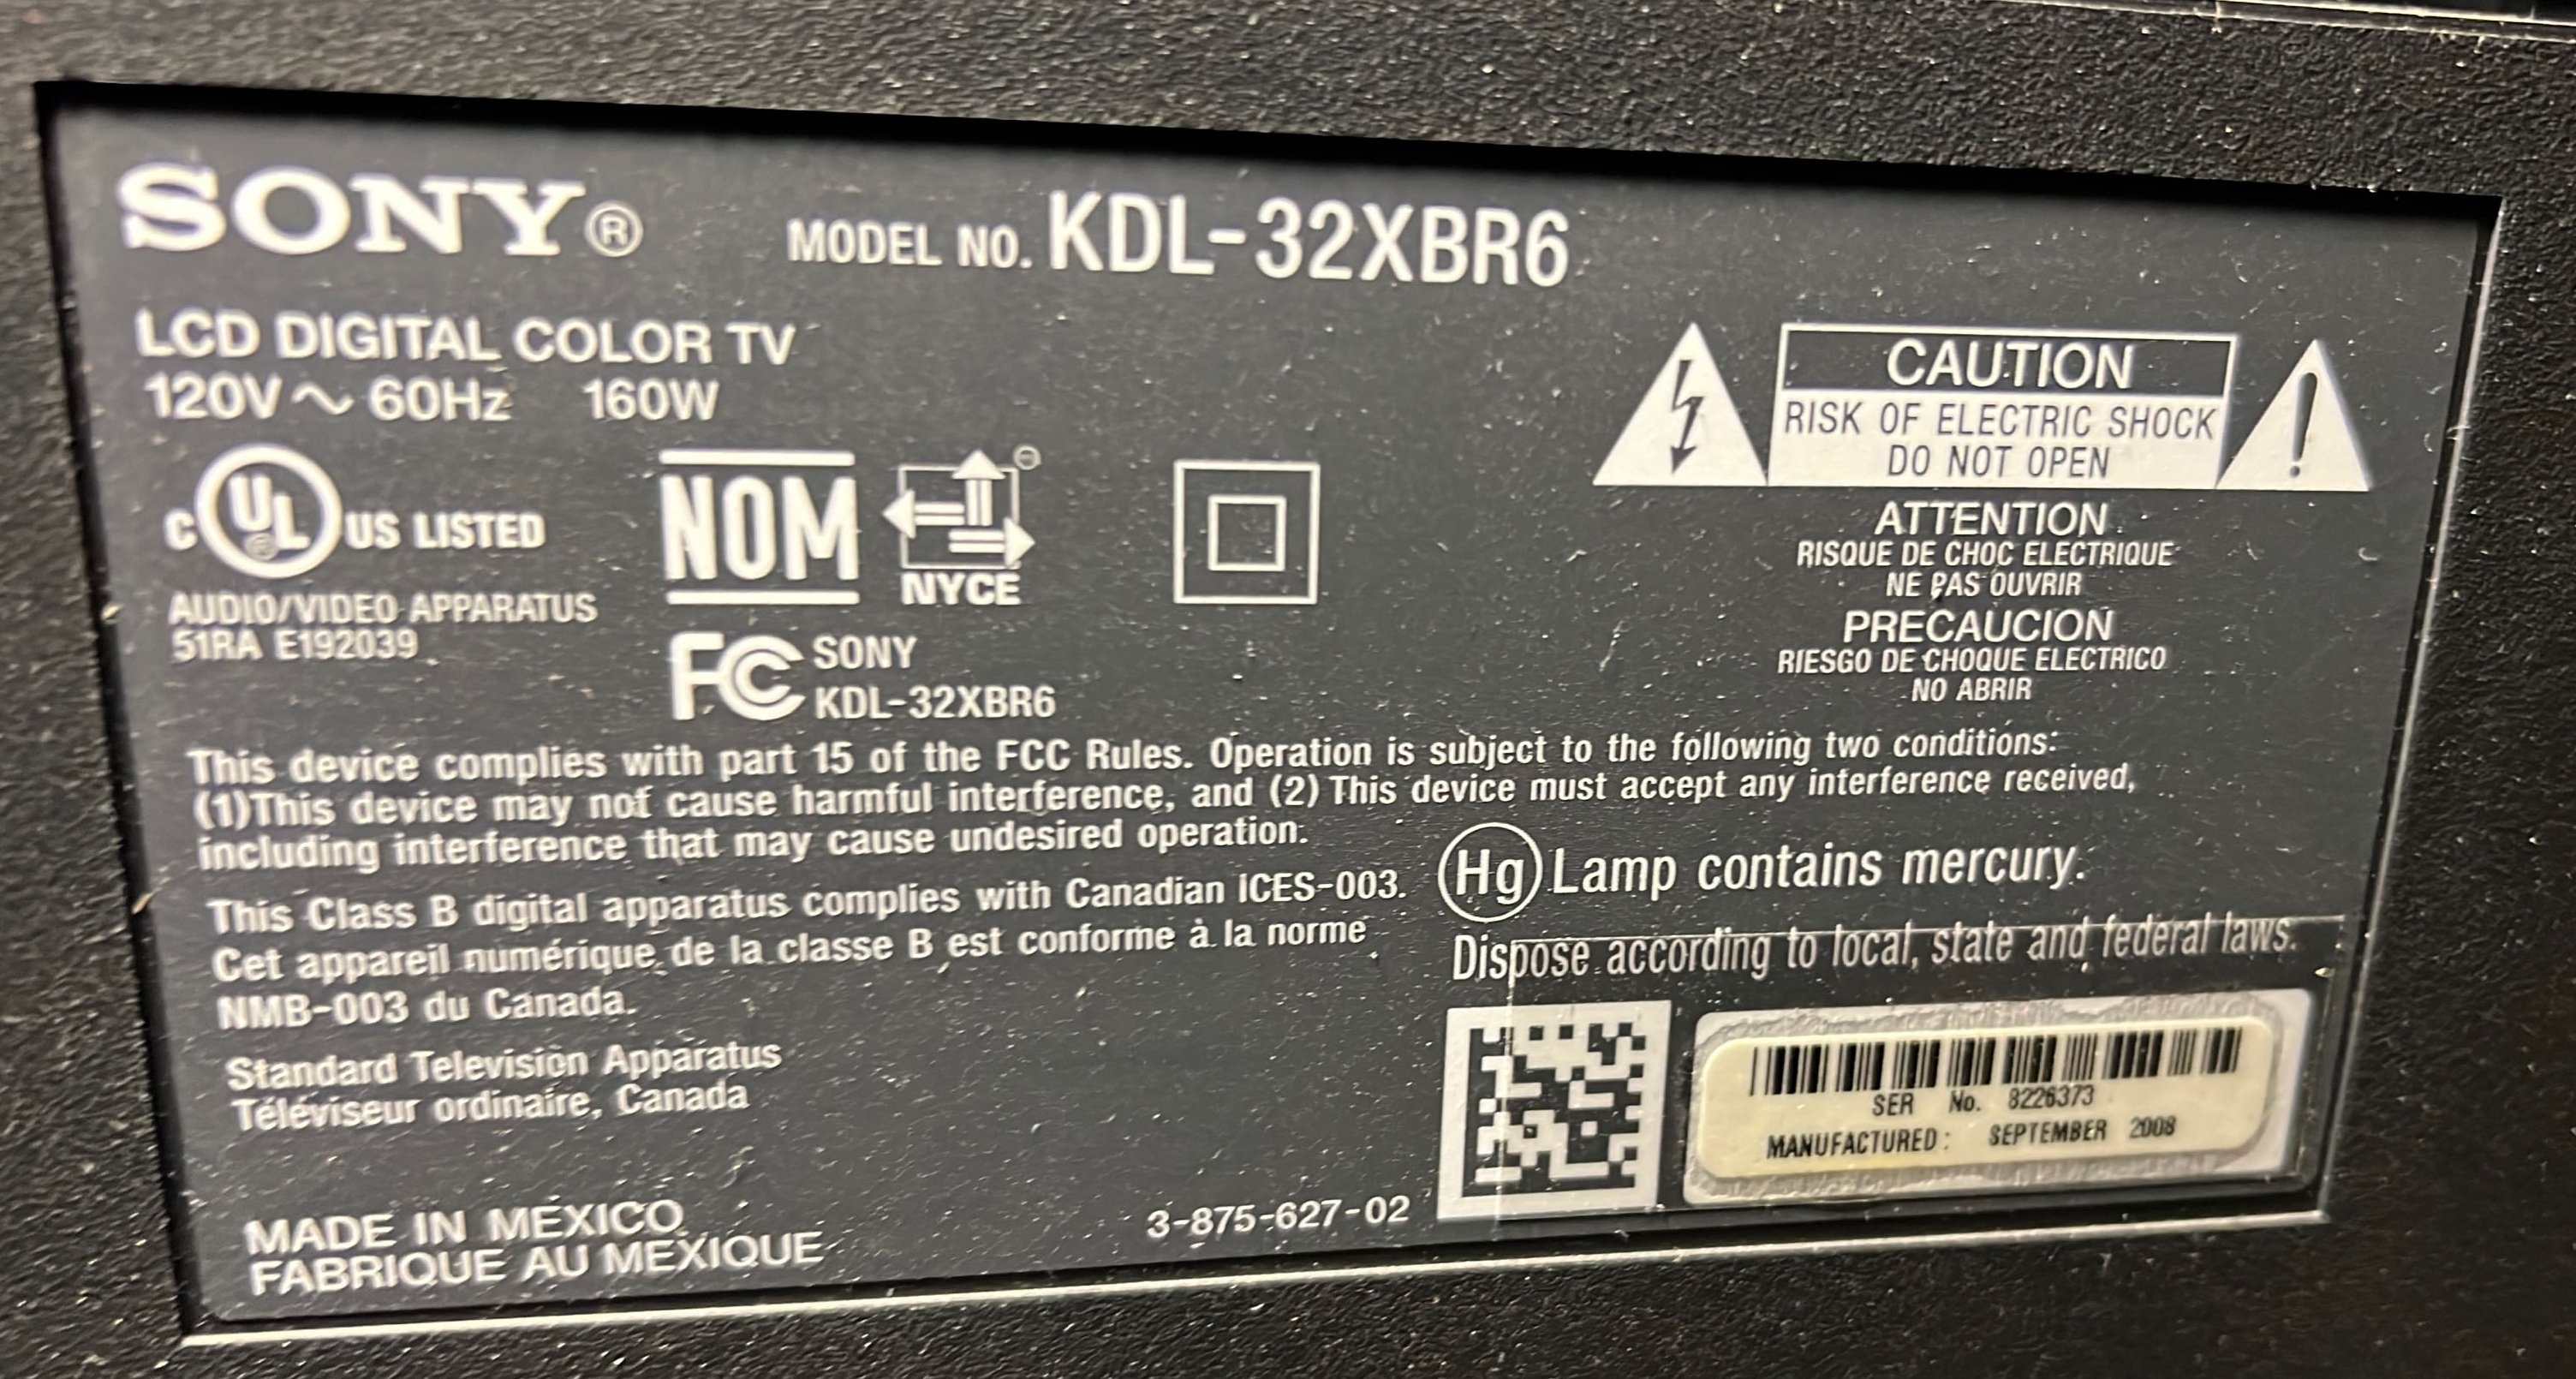 SONY®
MODEL NO. KDL-32XBR6
LCD DIGITAL COLOR TV
120V ~ 60Hz 160W
C UL® US LISTED
AUDIO/VIDEO APPARATUS
51RA E192039
NOM
NYCE
FC SONY
KDL-32XBR6
CAUTION
RISK OF ELECTRIC SHOCK
DO NOT OPEN
ATTENTION
RISQUE DE CHOC ELECTRIQUE
NE PAS OUVRIR
PRECAUCION
RIESGO DE CHOQUE ELECTRICO
NO ABRIR
This device complies with part 15 of the FCC Rules. Operation is subject to the following two conditions:
(1)This device may not cause harmful interference, and (2) This device must accept any interference received,
including interference that may cause undesired operation.
This Class B digital apparatus complies with Canadian ICES-003.
Cet appareil numérique de la classe B est conforme à la norme
NMB-003 du Canada.
Standard Television Apparatus
Téléviseur ordinaire, Canada
Hg Lamp contains mercury.
Dispose according to local, state and federal laws.
SER No. 8226373
MANUFACTURED: SEPTEMBER 2008
MADE IN MEXICO
FABRIQUE AU MEXIQUE
3-875-627-02